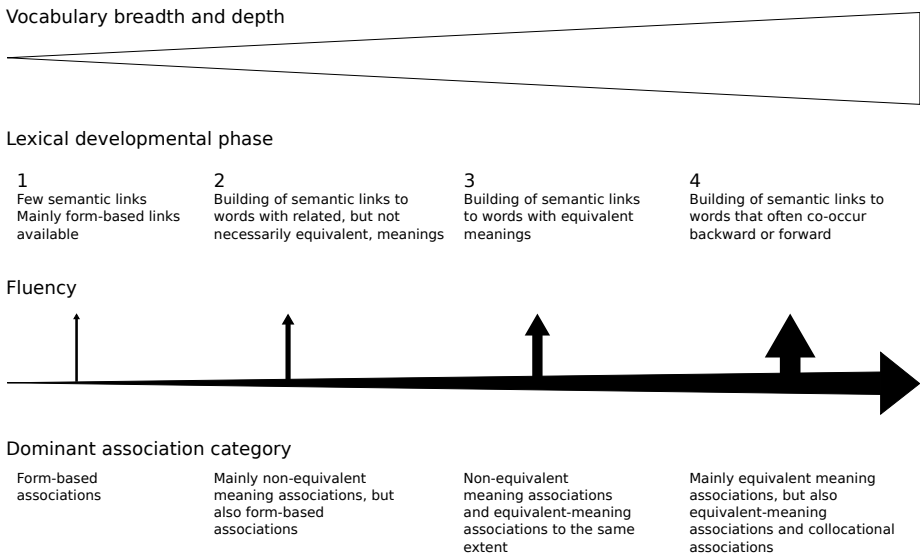 Vocabulary breadth and depth
Lexical developmental phase
1
Few semantic links
Mainly form-based links
available
2
Building of semantic links to
words with related, but not
necessarily equivalent, meanings
3
Building of semantic links
to words with equivalent
meanings
4
Building of semantic links to
words that often co-occur
backward or forward
Fluency
Dominant association category
Form-based
associations
Mainly non-equivalent
meaning associations, but
also form-based
associations
Non-equivalent
meaning associations
and equivalent-meaning
associations to the same
extent
Mainly equivalent meaning
associations, but also
equivalent-meaning
associations and collocational
associations